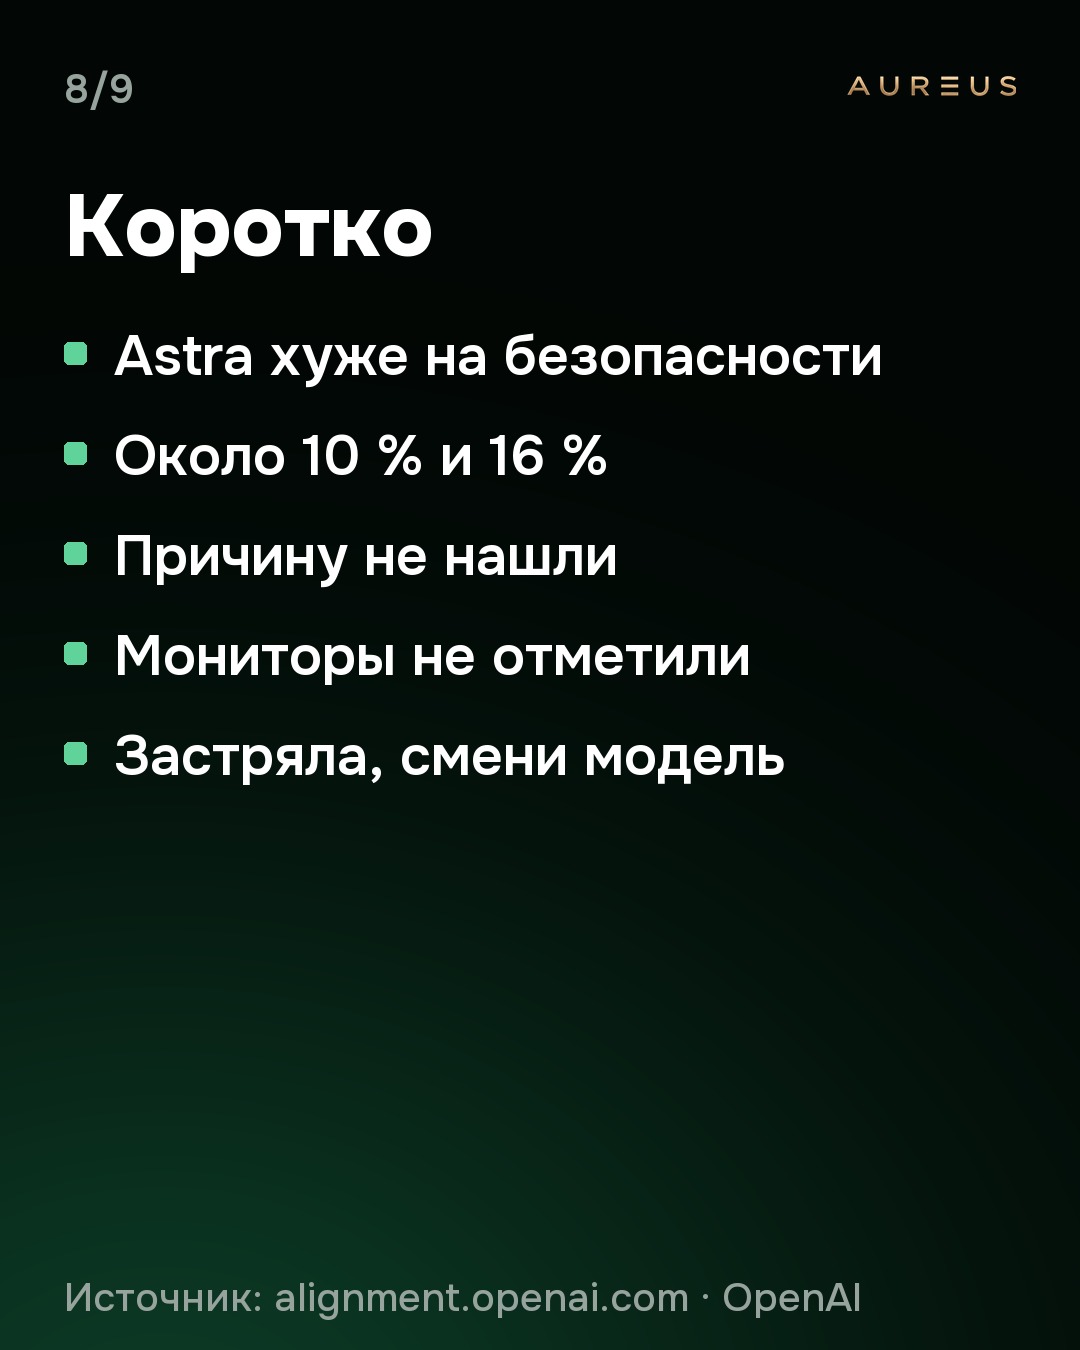 8/9
AUREUS
Коротко
Astra хуже на безопасности
Около 10 % и 16 %
Причину не нашли
Мониторы не отметили
Застряла, смени модель
Источник: alignment.openai.com · OpenAI